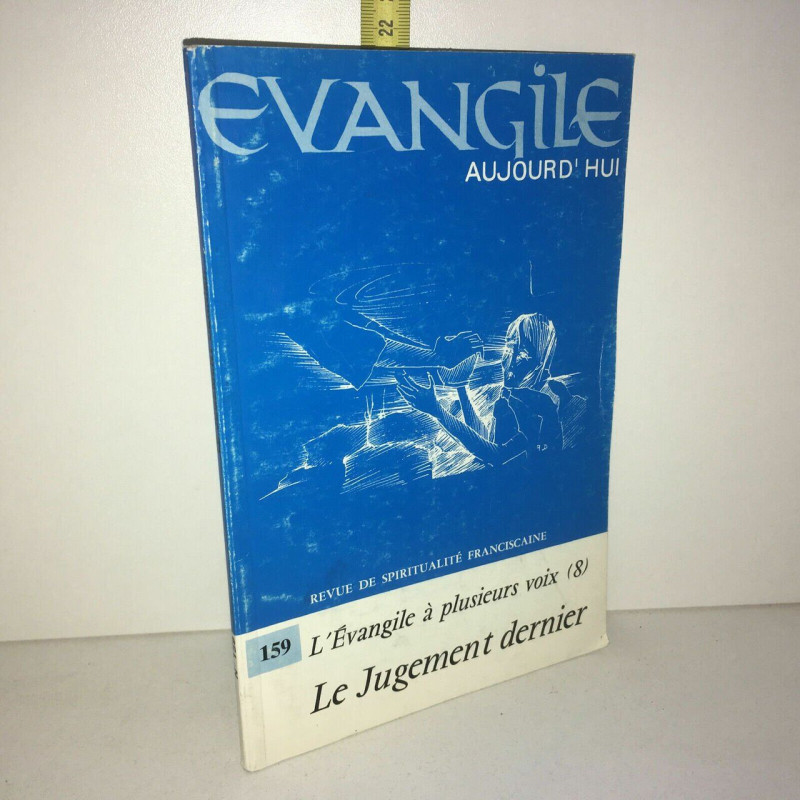 22
EVANGiLE
AUJOURD'HUI
F.D
REVUE DE SPIRITUALITÉ FRANCISCAINE
159 L'Évangile à plusieurs voix (8)
Le Jugement dernier